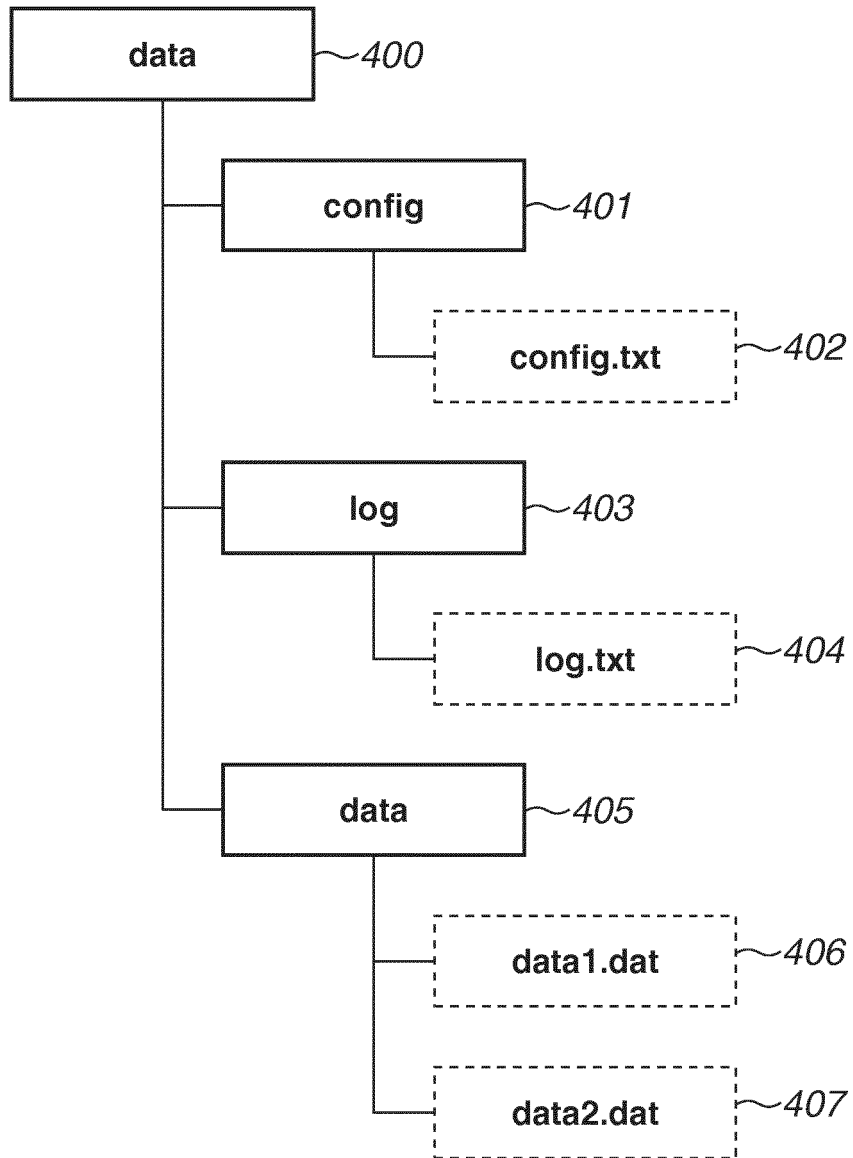 data 400
config 401
config.txt 402
log 403
log.txt 404
data 405
data1.dat 406
data2.dat 407